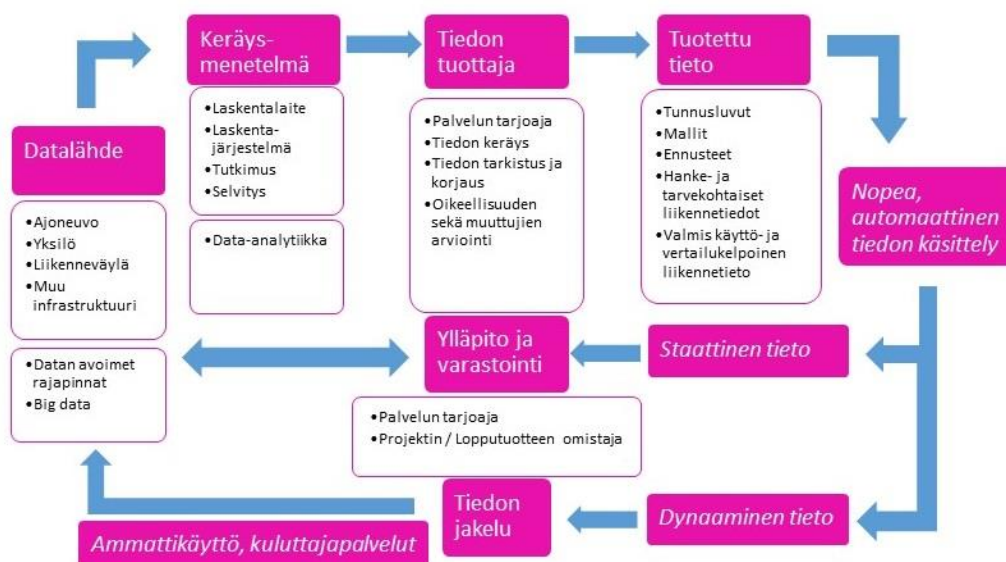 Datalähde
•Ajoneuvo
•Yksilö
•Liikenneväylä
•Muu
infrastruktuuri
•Datan avoimet
rajapinnat
•Big data
Keräys-
menetelmä
•Laskentalaite
•Laskenta-
järjestelmä
•Tutkimus
•Selvitys
•Data-analytiikka
Tiedon
tuottaja
•Palvelun tarjoaja
•Tiedon keräys
•Tiedon tarkistus ja
korjaus
•Oikeellisuuden
sekä muuttujien
arviointi
Tuotettu
tieto
•Tunnusluvut
•Mallit
•Ennusteet
•Hanke- ja
tarvekohtaiset
liikennetiedot
•Valmis käyttö- ja
vertailukelpoinen
liikennetieto
Nopea,
automaattinen
tiedon käsittely
Staattinen tieto
Ylläpito ja
varastointi
•Palvelun tarjoaja
•Projektin / Lopputuotteen omistaja
Dynaaminen tieto
Tiedon
jakelu
Ammattikäyttö, kuluttajapalvelut